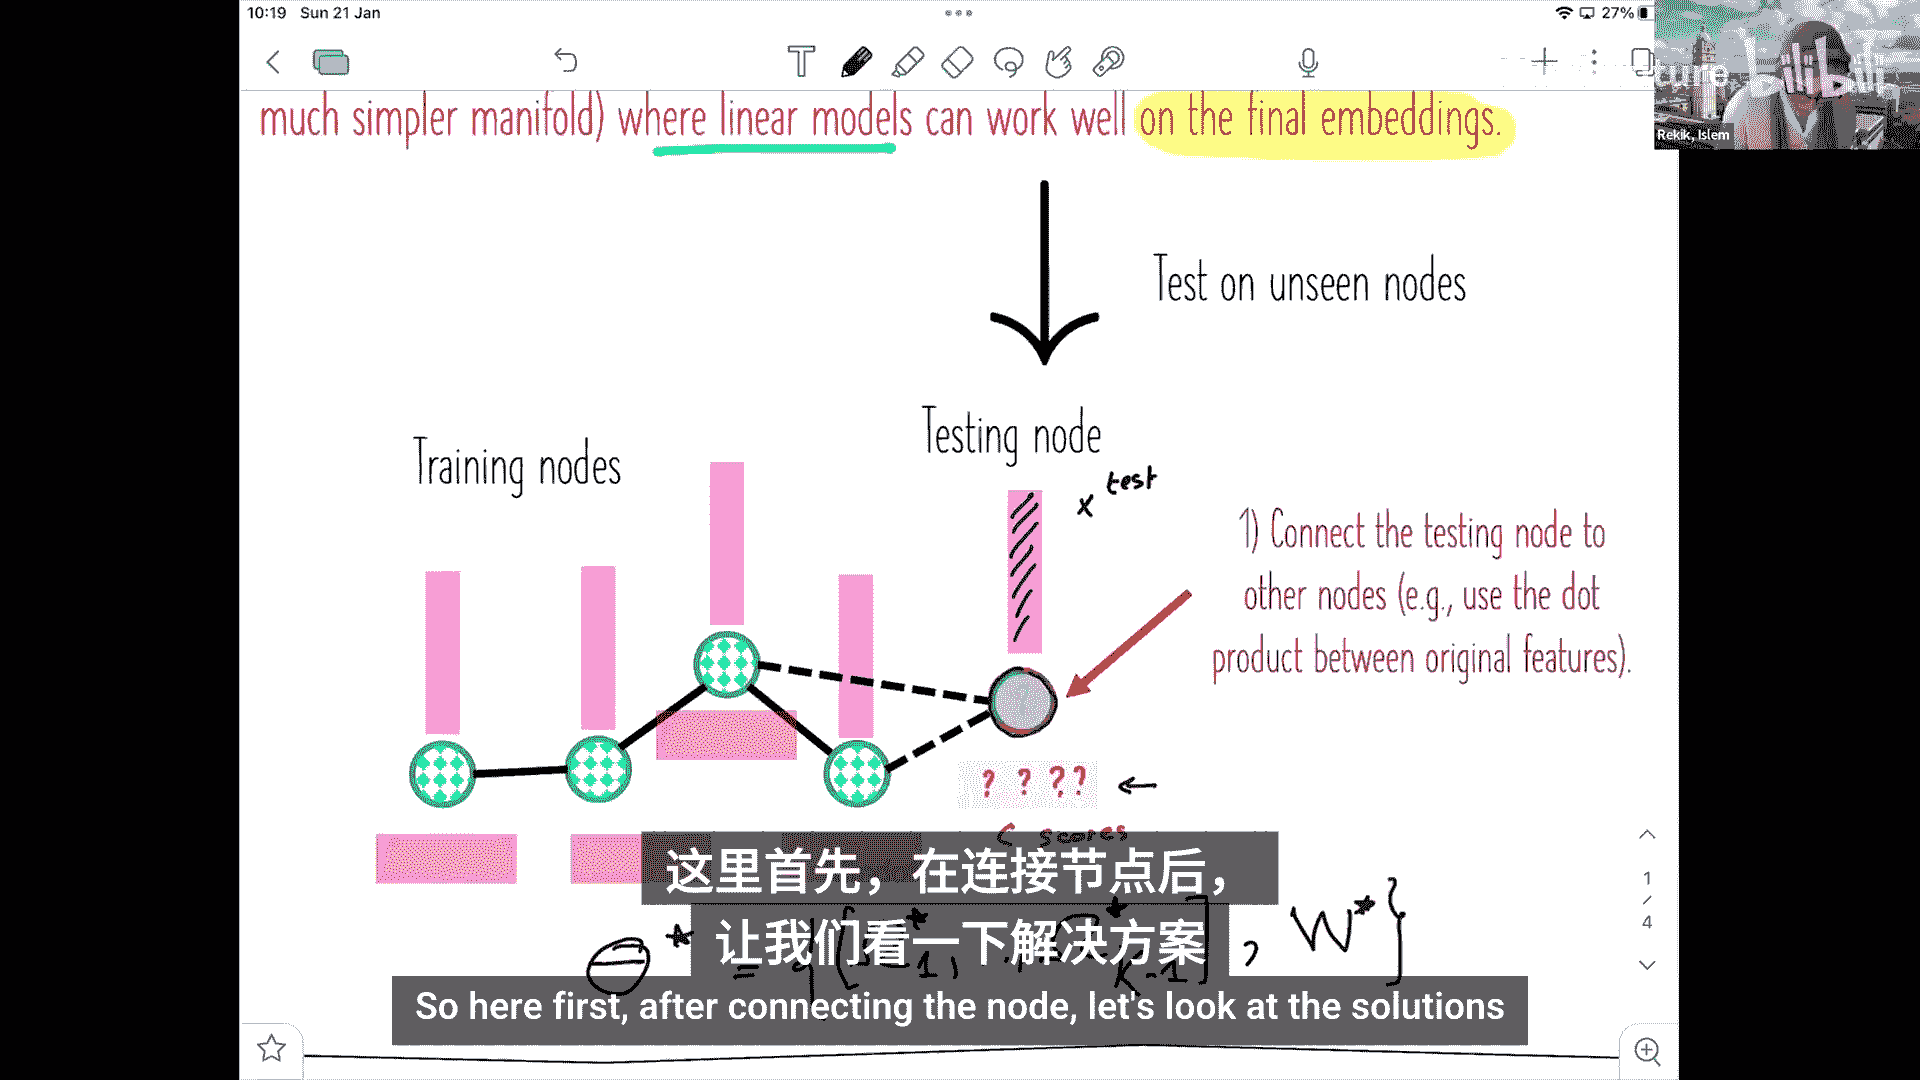 10:19 Sun 21 Jan
27%
ture
bilibili
Rekik, Islem
much simpler manifold) where linear models can work well on the final embeddings.
Test on unseen nodes
Testing node
Training nodes
x test
1) Connect the testing node to
other nodes (e.g., use the dot
product between original features).
? ? ??
C scores
这里首先，在连接节点后，
让我们看一下解决方案
, W*}
So here first, after connecting the node, let's look at the solutions
1
/
4